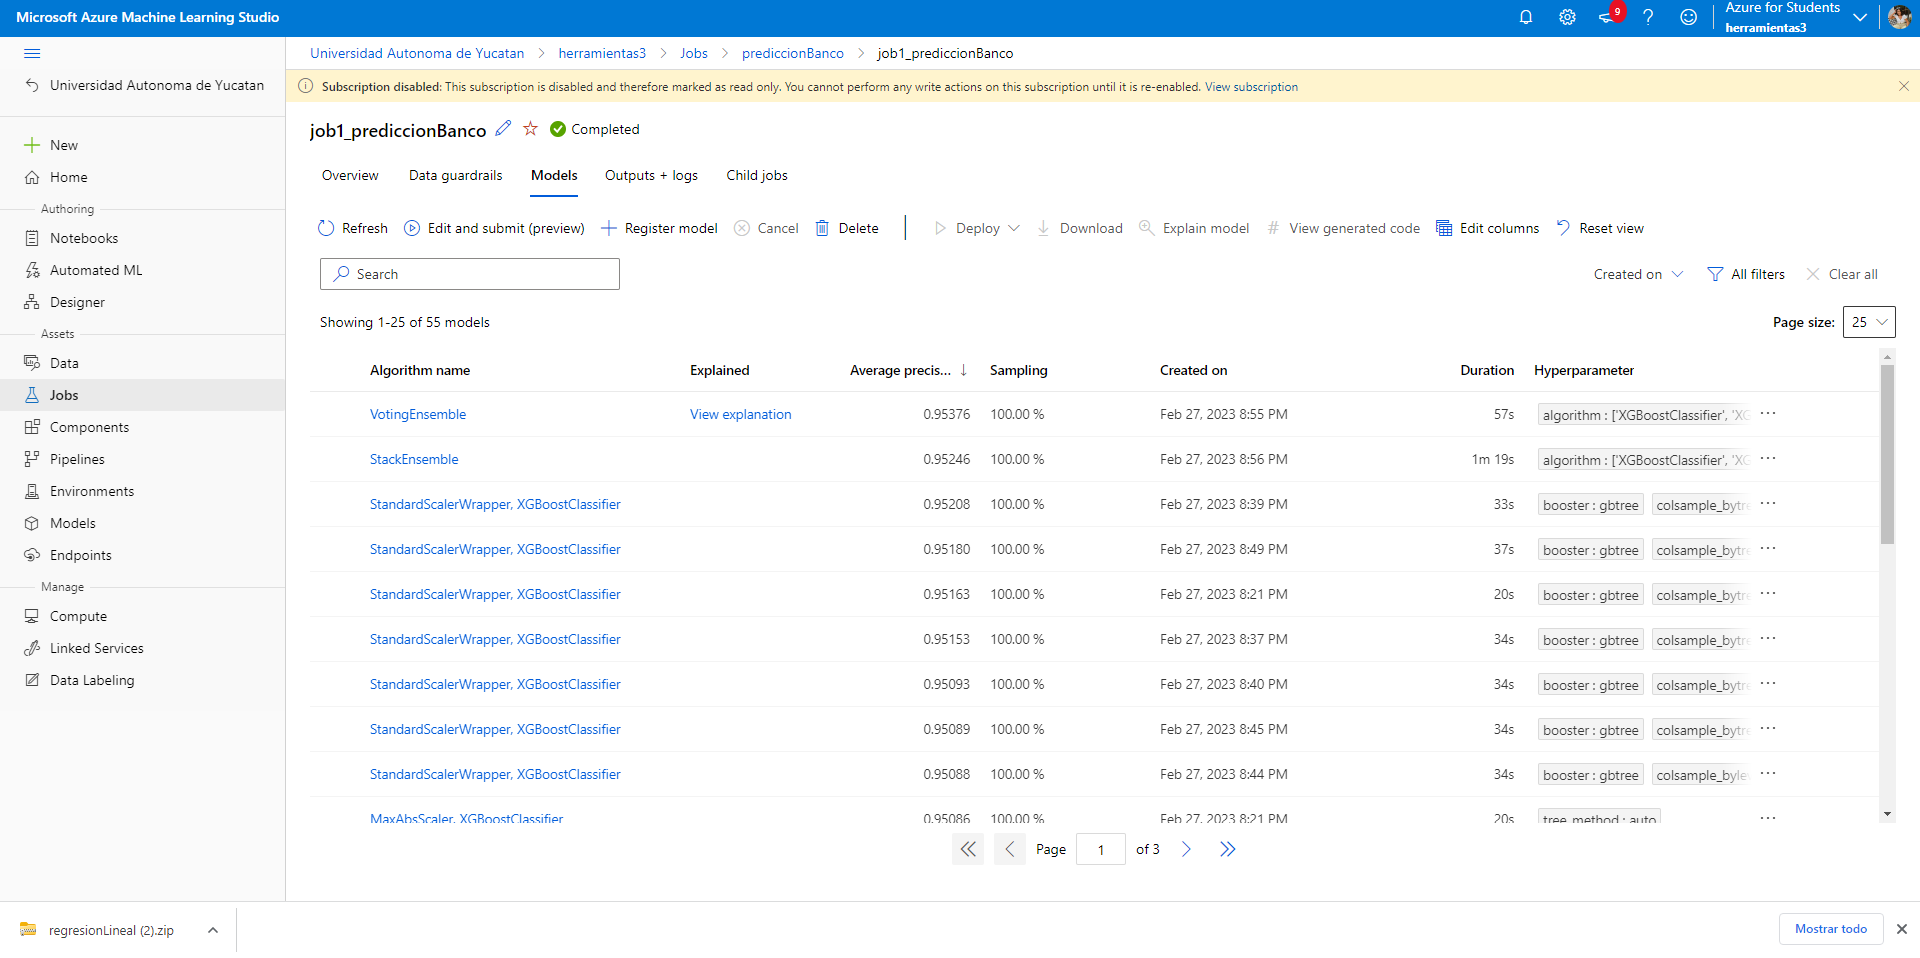 Microsoft Azure Machine Learning Studio
9
Azure for Students
herramientas3
Universidad Autonoma de Yucatan
New
Home
Authoring
Notebooks
Automated ML
Designer
Assets
Data
Jobs
Components
Pipelines
Environments
Models
Endpoints
Manage
Compute
Linked Services
Data Labeling
Universidad Autonoma de Yucatan > herramientas3 > Jobs > prediccionBanco > job1_prediccionBanco
Subscription disabled: This subscription is disabled and therefore marked as read only. You cannot perform any write actions on this subscription until it is re-enabled. View subscription
job1_prediccionBanco Completed
Overview Data guardrails Models Outputs + logs Child jobs
Refresh Edit and submit (preview) Register model Cancel Delete Deploy Download Explain model # View generated code Edit columns Reset view
Search
Created on All filters Clear all
Showing 1-25 of 55 models
Page size: 25
Algorithm name Explained Average precis... ↓ Sampling Created on Duration Hyperparameter
VotingEnsemble View explanation 0.95376 100.00 % Feb 27, 2023 8:55 PM 57s algorithm : ['XGBoostClassifier', 'XG ...
StackEnsemble 0.95246 100.00 % Feb 27, 2023 8:56 PM 1m 19s algorithm : ['XGBoostClassifier', 'XG ...
StandardScalerWrapper, XGBoostClassifier 0.95208 100.00 % Feb 27, 2023 8:39 PM 33s booster : gbtree colsample_bytre ...
StandardScalerWrapper, XGBoostClassifier 0.95180 100.00 % Feb 27, 2023 8:49 PM 37s booster : gbtree colsample_bytre ...
StandardScalerWrapper, XGBoostClassifier 0.95163 100.00 % Feb 27, 2023 8:21 PM 20s booster : gbtree colsample_bytre ...
StandardScalerWrapper, XGBoostClassifier 0.95153 100.00 % Feb 27, 2023 8:37 PM 34s booster : gbtree colsample_bytre ...
StandardScalerWrapper, XGBoostClassifier 0.95093 100.00 % Feb 27, 2023 8:40 PM 34s booster : gbtree colsample_bytre ...
StandardScalerWrapper, XGBoostClassifier 0.95089 100.00 % Feb 27, 2023 8:45 PM 34s booster : gbtree colsample_bytre ...
StandardScalerWrapper, XGBoostClassifier 0.95088 100.00 % Feb 27, 2023 8:44 PM 34s booster : gbtree colsample_byle ...
MaxAbsScaler, XGBoostClassifier 0.95086 100.00 % Feb 27, 2023 8:21 PM 20s tree_method : auto ...
Page 1 of 3
regresionLineal (2).zip
Mostrar todo